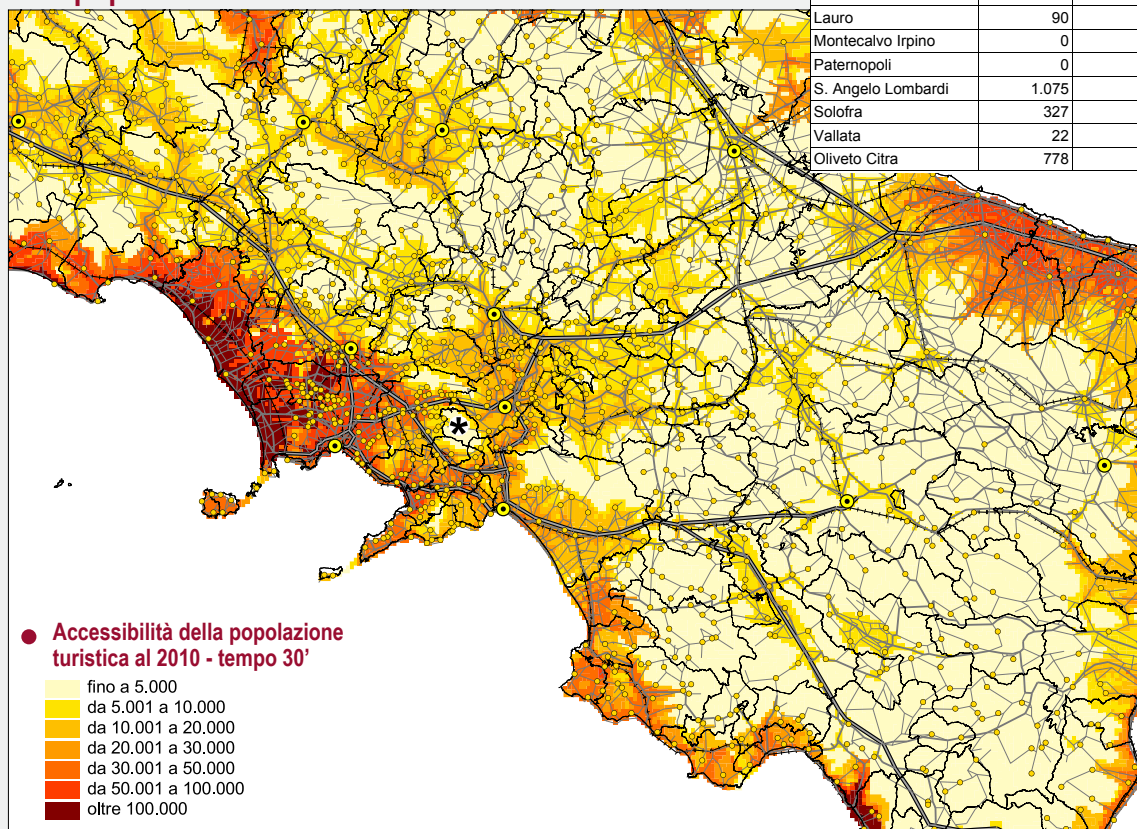 Lauro 90
Montecalvo Irpino 0
Paternopoli 0
S. Angelo Lombardi 1.075
Solofra 327
Vallata 22
Oliveto Citra 778
*
● Accessibilità della popolazione
turistica al 2010 - tempo 30'
fino a 5.000
da 5.001 a 10.000
da 10.001 a 20.000
da 20.001 a 30.000
da 30.001 a 50.000
da 50.001 a 100.000
oltre 100.000